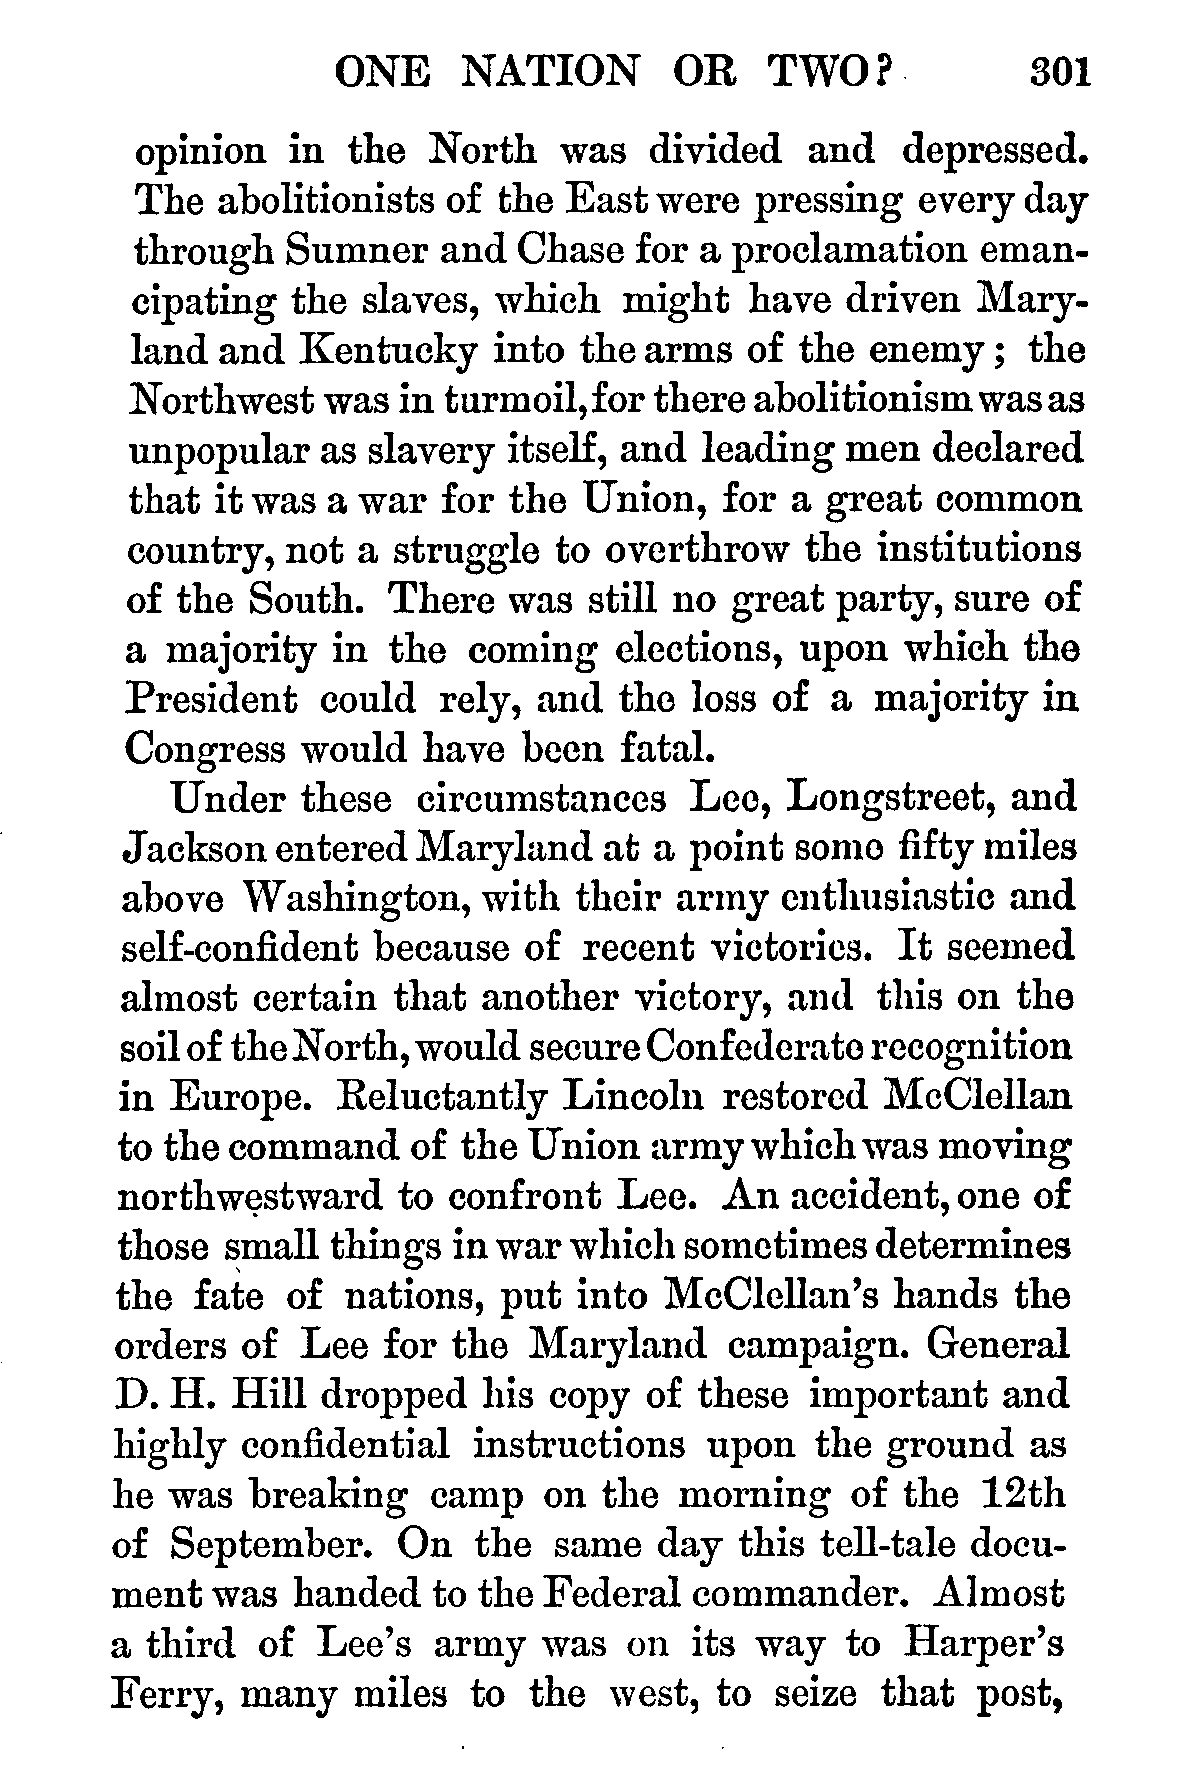 ONE NATION OR TWO? 301
opinion in the North was divided and depressed.
The abolitionists of the East were pressing every day
through Sumner and Chase for a proclamation eman-
cipating the slaves, which might have driven Mary-
land and Kentucky into the arms of the enemy; the
Northwest was in turmoil, for there abolitionism was as
unpopular as slavery itself, and leading men declared
that it was a war for the Union, for a great common
country, not a struggle to overthrow the institutions
of the South. There was still no great party, sure of
a majority in the coming elections, upon which the
President could rely, and the loss of a majority in
Congress would have been fatal.
Under these circumstances Lee, Longstreet, and
Jackson entered Maryland at a point some fifty miles
above Washington, with their army enthusiastic and
self-confident because of recent victories. It seemed
almost certain that another victory, and this on the
soil of the North, would secure Confederate recognition
in Europe. Reluctantly Lincoln restored McClellan
to the command of the Union army which was moving
northwestward to confront Lee. An accident, one of
those small things in war which sometimes determines
the fate of nations, put into McClellan's hands the
orders of Lee for the Maryland campaign. General
D. H. Hill dropped his copy of these important and
highly confidential instructions upon the ground as
he was breaking camp on the morning of the 12th
of September. On the same day this tell-tale docu-
ment was handed to the Federal commander. Almost
a third of Lee's army was on its way to Harper's
Ferry, many miles to the west, to seize that post,